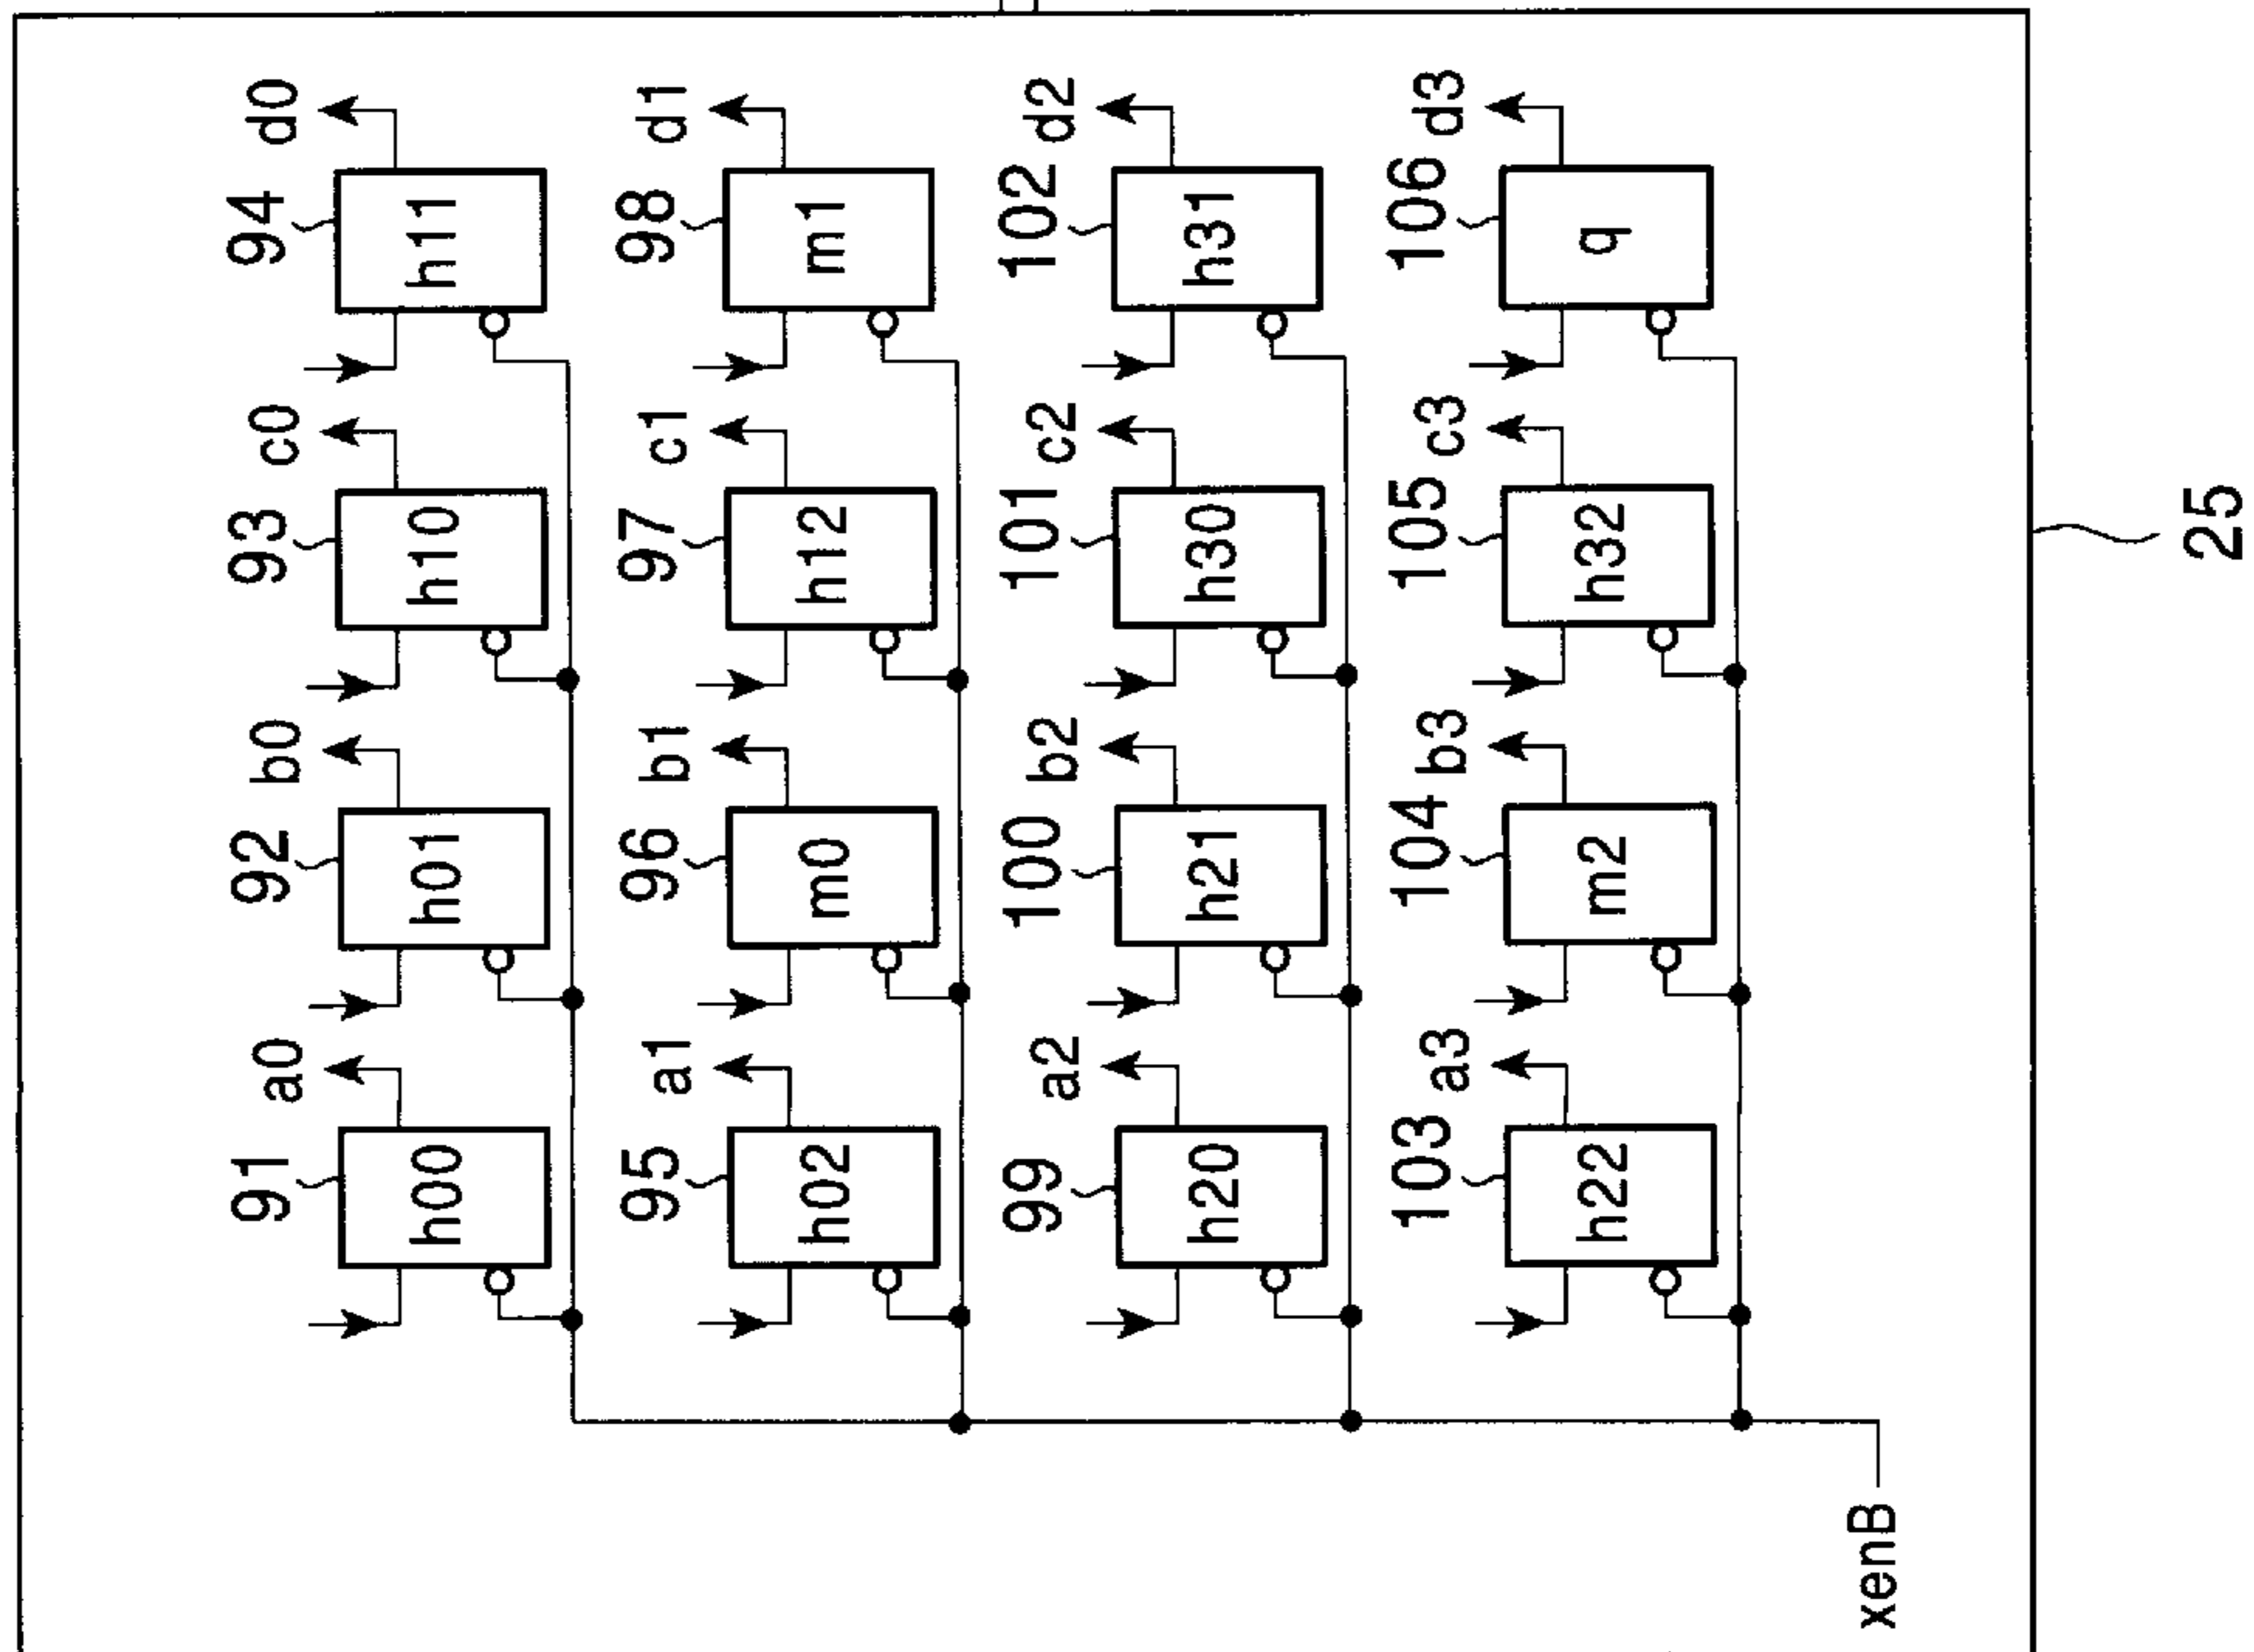 91 a0 92 b0 93 c0 94 d0
h00 h01 h10 h11
95 a1 96 b1 97 c1 98 d1
h02 m0 h12 m1
99 a2 100 b2 101 c2 102 d2
h20 h21 h30 h31
103 a3 104 b3 105 c3 106 d3
h22 m2 h32 q
xenB
25